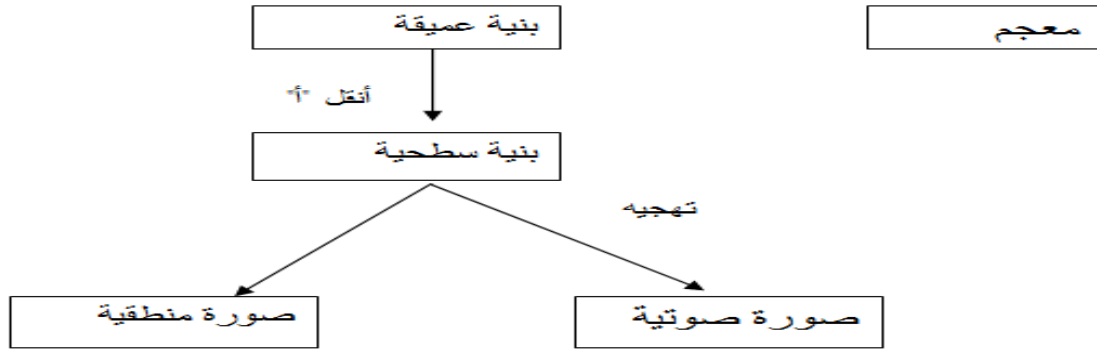 معجم
بنية عميقة
أنقل "أ"
بنية سطحية
تهجيه
صورة صوتية
صورة منطقية